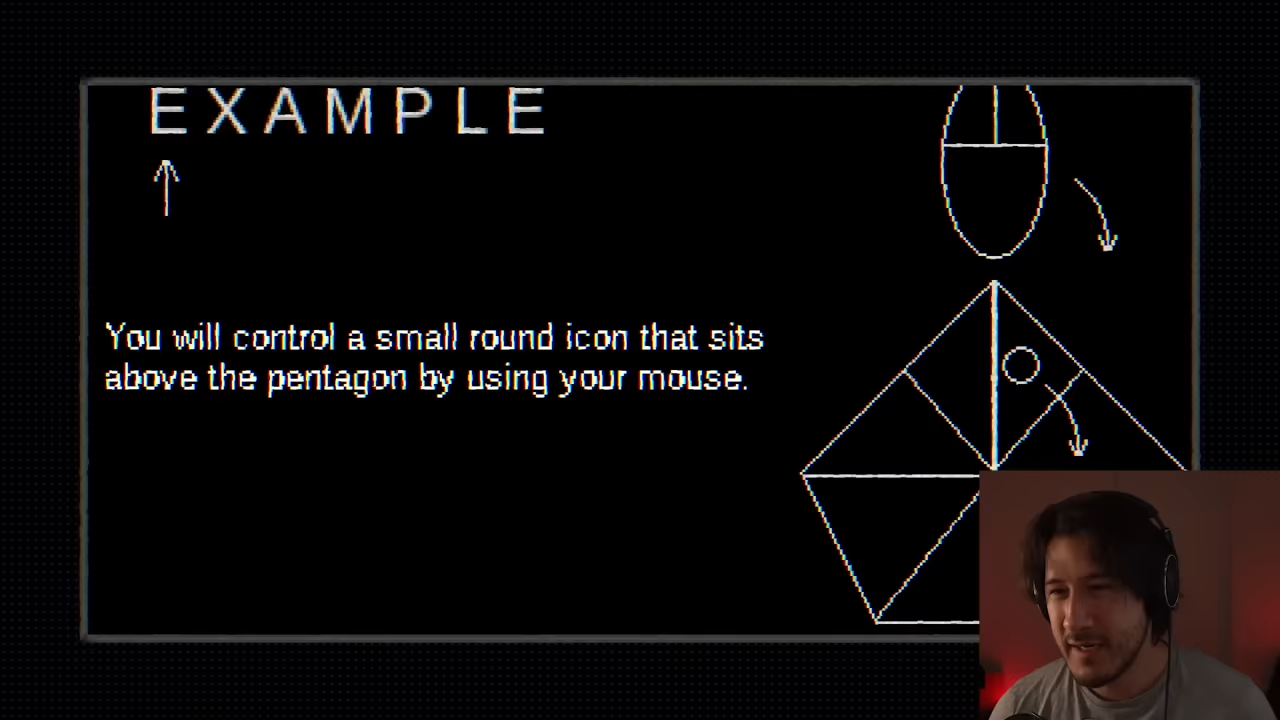 EXAMPLE
You will control a small round icon that sits
above the pentagon by using your mouse.